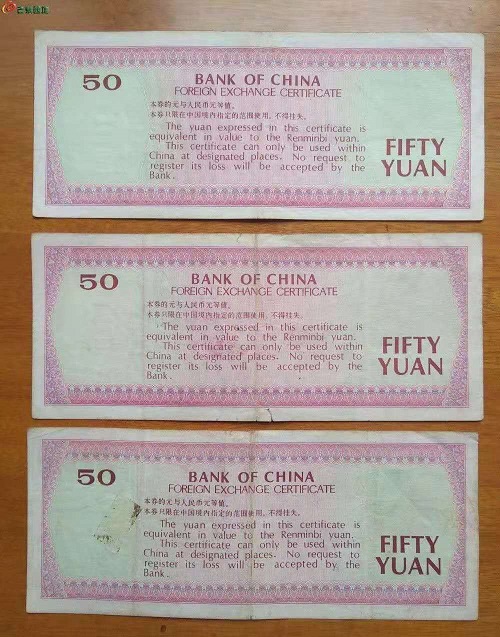 50
BANK OF CHINA
FOREIGN EXCHANGE CERTIFICATE
本券的元与人民币元等值。
本券只限在中国境内指定的范围使用，不得挂失。
The yuan expressed in this certificate is
equivalent in value to the Renminbi yuan.
This certificate can only be used within
China at designated places. No request to
register its loss will be accepted by the
Bank.
FIFTY
YUAN
50
BANK OF CHINA
FOREIGN EXCHANGE CERTIFICATE
本券的元与人民币元等值。
本券只限在中国境内指定的范围使用，不得挂失。
The yuan expressed in this certificate is
equivalent in value to the Renminbi yuan.
This certificate can only be used within
China at designated places. No request to
register its loss will be accepted by the
Bank.
FIFTY
YUAN
50
BANK OF CHINA
FOREIGN EXCHANGE CERTIFICATE
本券的元与人民币元等值。
本券只限在中国境内指定的范围使用，不得挂失。
The yuan expressed in this certificate is
equivalent in value to the Renminbi yuan.
This certificate can only be used within
China at designated places. No request to
register its loss will be accepted by the
Bank.
FIFTY
YUAN